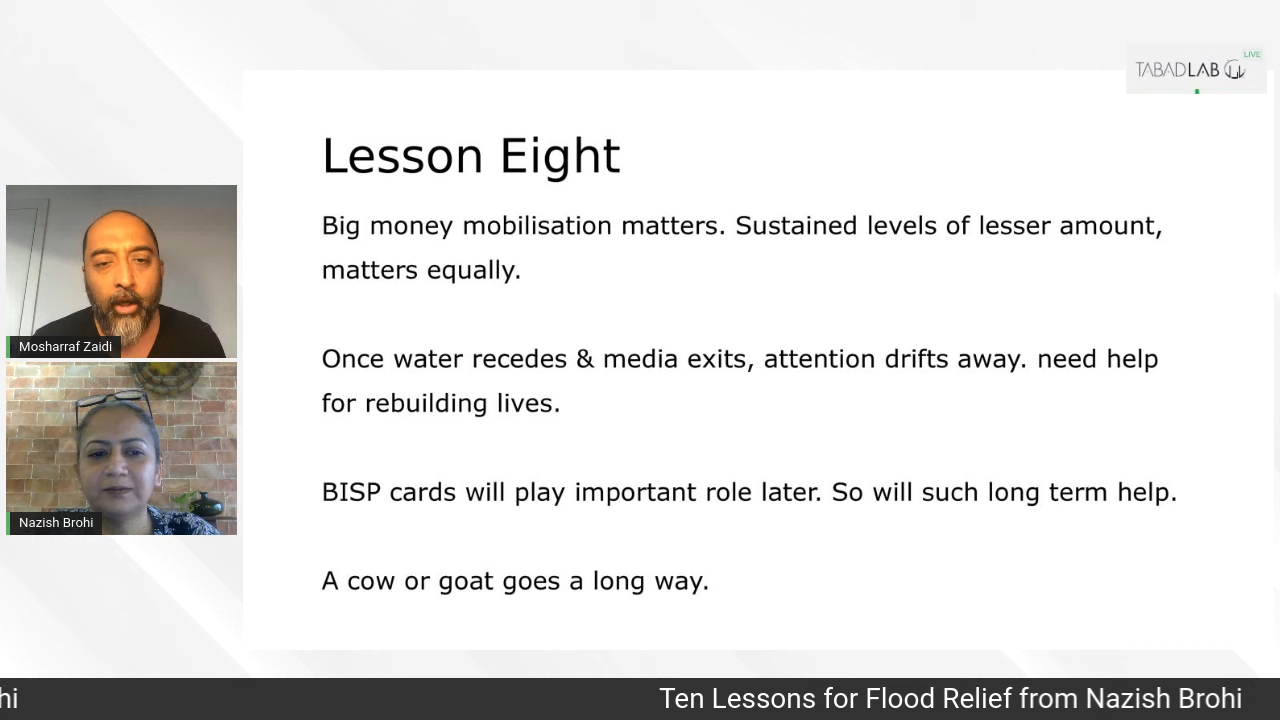 LIVE
TABADLAB
Lesson Eight
Big money mobilisation matters. Sustained levels of lesser amount,
matters equally.
Once water recedes & media exits, attention drifts away. need help
for rebuilding lives.
BISP cards will play important role later. So will such long term help.
A cow or goat goes a long way.
Mosharraf Zaidi
Nazish Brohi
hi
Ten Lessons for Flood Relief from Nazish Brohi